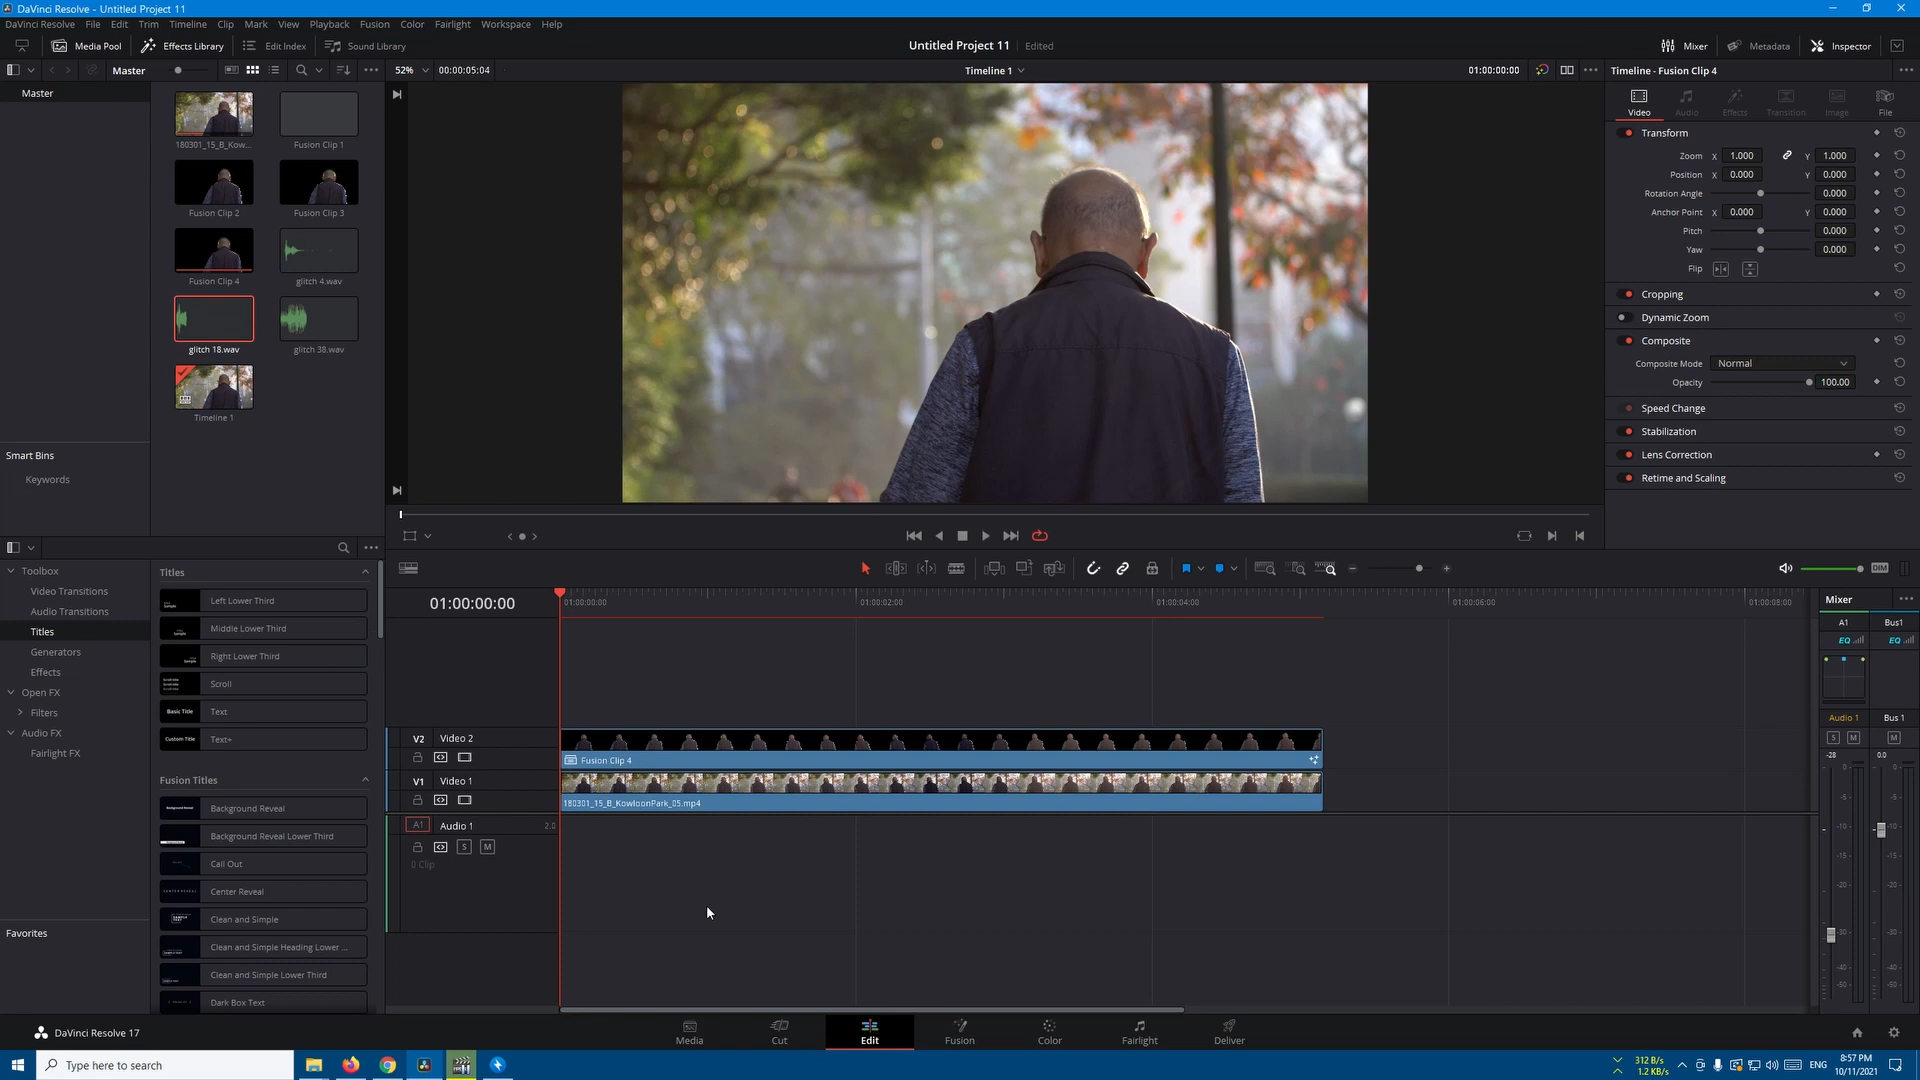 DaVinci Resolve - Untitled Project 11
DaVinci Resolve File Edit Trim Timeline Clip Mark View Playback Fusion Color Fairlight Workspace Help
Media Pool Effects Library Edit Index Sound Library Untitled Project 11 Edited Mixer Metadata Inspector
Master 52% 00:00:05:04 Timeline 1 01:00:00:00 Timeline - Fusion Clip 4
Master
Video Audio Effects Transition Image File
180301_15_B_Kow... Fusion Clip 1
Fusion Clip 2 Fusion Clip 3
Fusion Clip 4 glitch 4.wav
glitch 18.wav glitch 38.wav
Timeline 1
Transform
Zoom X 1.000 Y 1.000
Position X 0.000 Y 0.000
Rotation Angle 0.000
Anchor Point X 0.000 Y 0.000
Pitch 0.000
Yaw 0.000
Flip
Cropping
Dynamic Zoom
Composite
Composite Mode Normal
Opacity 100.00
Speed Change
Stabilization
Lens Correction
Retime and Scaling
Smart Bins
Keywords
Toolbox
Video Transitions
Audio Transitions
Titles
Generators
Effects
Open FX
Filters
Audio FX
Fairlight FX
Favorites
Titles
Left Lower Third
Middle Lower Third
Right Lower Third
Scroll
Basic Title Text
Custom Title Text+
Fusion Titles
Background Reveal
Background Reveal Lower Third
Call Out
Center Reveal
Clean and Simple
Clean and Simple Heading Lower ...
Clean and Simple Lower Third
Dark Box Text
DIM
01:00:00:00 01:00:00:00 01:00:02:00 01:00:04:00 01:00:06:00 01:00:08:00
V2 Video 2
Fusion Clip 4
V1 Video 1
180301_15_B_KowloonPark_05.mp4
A1 Audio 1 2.0
S M
0 Clip
Mixer
A1 Bus1
EQ EQ
Audio 1 Bus 1
S M M
-28 0.0
DaVinci Resolve 17 Media Cut Edit Fusion Color Fairlight Deliver
Type here to search
312 B/s
1.2 KB/s
ENG
8:57 PM
10/11/2021